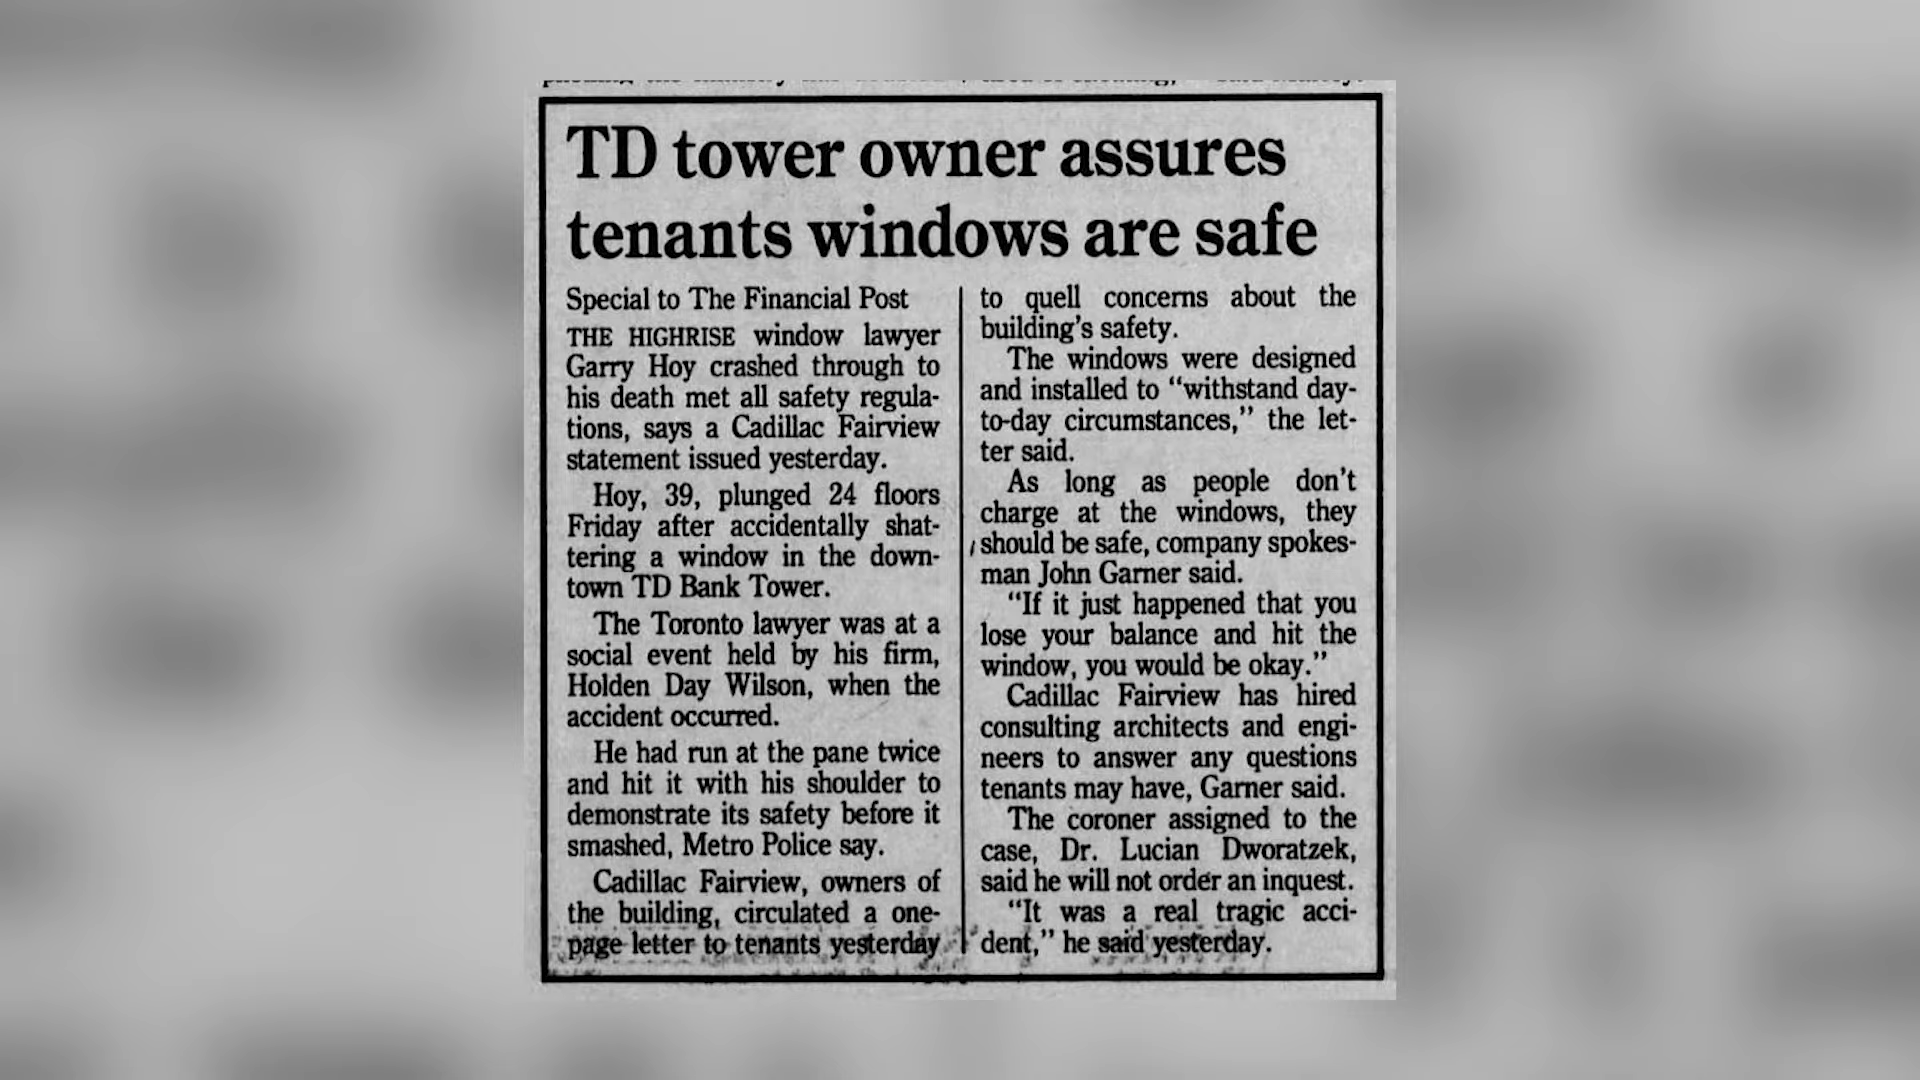 TD tower owner assures
tenants windows are safe
Special to The Financial Post
THE HIGHRISE window lawyer
Garry Hoy crashed through to
his death met all safety regula-
tions, says a Cadillac Fairview
statement issued yesterday.
Hoy, 39, plunged 24 floors
Friday after accidentally shat-
tering a window in the down-
town TD Bank Tower.
The Toronto lawyer was at a
social event held by his firm,
Holden Day Wilson, when the
accident occurred.
He had run at the pane twice
and hit it with his shoulder to
demonstrate its safety before it
smashed, Metro Police say.
Cadillac Fairview, owners of
the building, circulated a one-
page letter to tenants yesterday
to quell concerns about the
building's safety.
The windows were designed
and installed to “withstand day-
to-day circumstances,” the let-
ter said.
As long as people don't
charge at the windows, they
should be safe, company spokes-
man John Garner said.
“If it just happened that you
lose your balance and hit the
window, you would be okay.”
Cadillac Fairview has hired
consulting architects and engi-
neers to answer any questions
tenants may have, Garner said.
The coroner assigned to the
case, Dr. Lucian Dworatzek,
said he will not order an inquest.
“It was a real tragic acci-
dent,” he said yesterday.